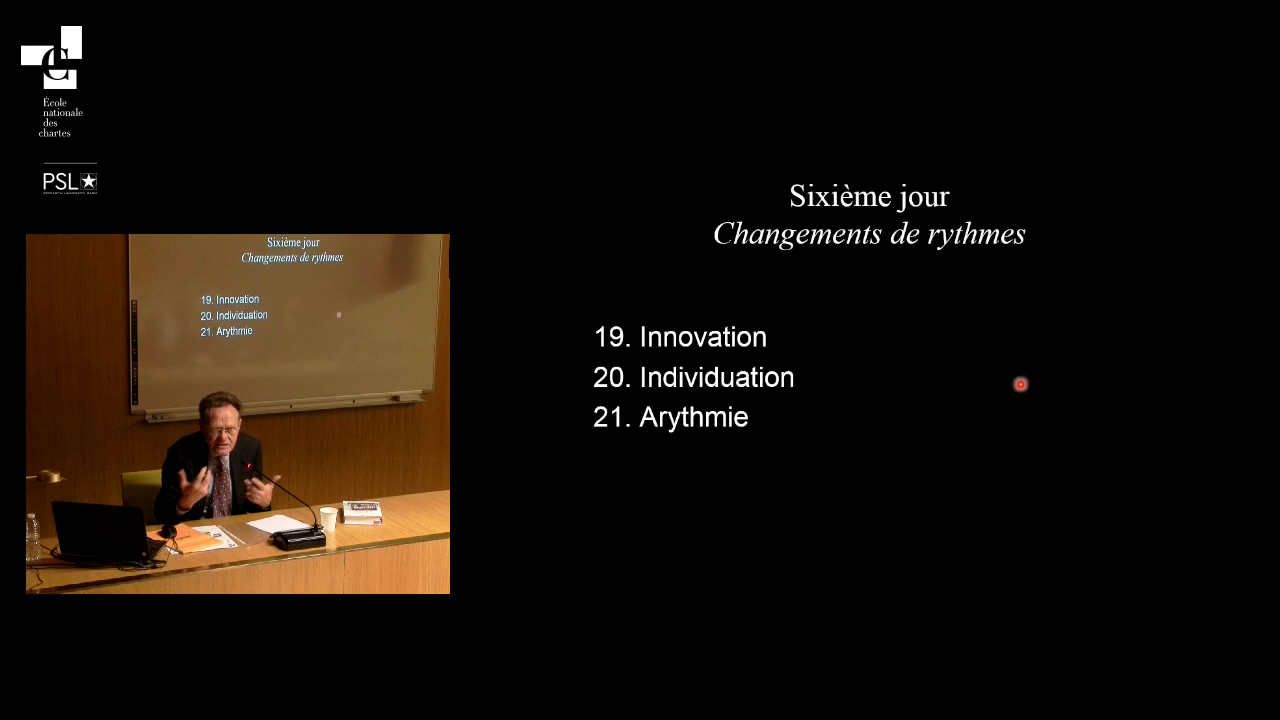 École
nationale
des
chartes
PSL
Sixième jour
Changements de rythmes
19. Innovation
20. Individuation
21. Arythmie
Sixième jour
Changements de rythmes
19. Innovation
20. Individuation
21. Arythmie